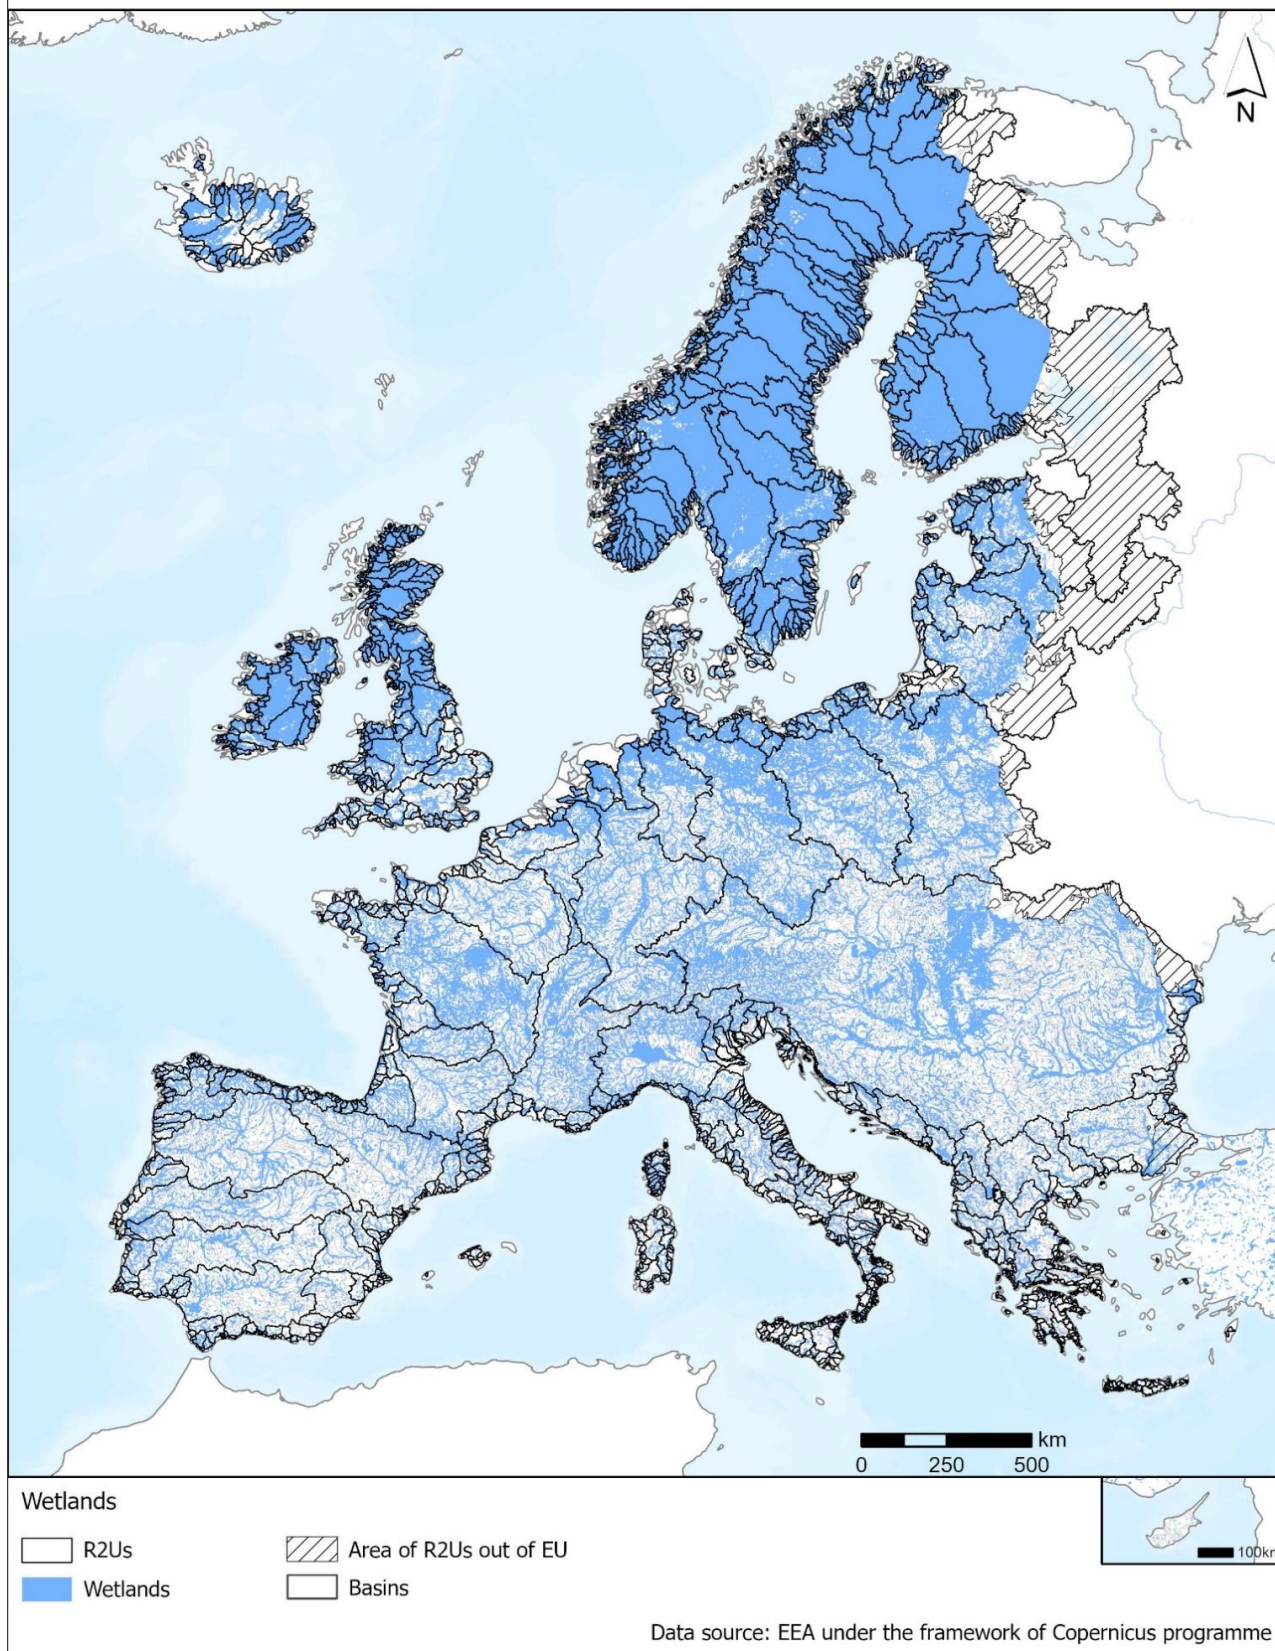 N
km
0 250 500
Wetlands
R2Us
Area of R2Us out of EU
Wetlands
Basins
100km
Data source: EEA under the framework of Copernicus programme